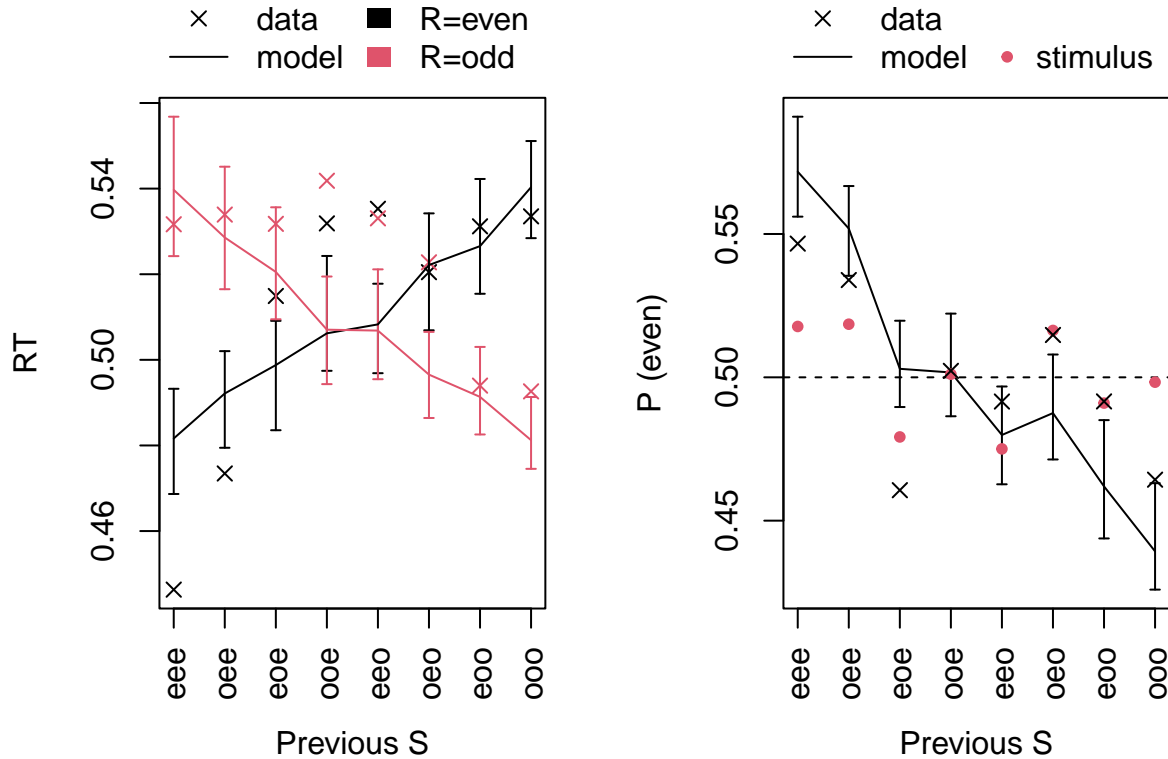 data R=even
model R=odd
RT
0.54
0.50
0.46
eee oee eoe ooe eeo oeo eoo ooo
Previous S
data
model stimulus
P (even)
0.55
0.50
0.45
eee oee eoe ooe eeo oeo eoo ooo
Previous S